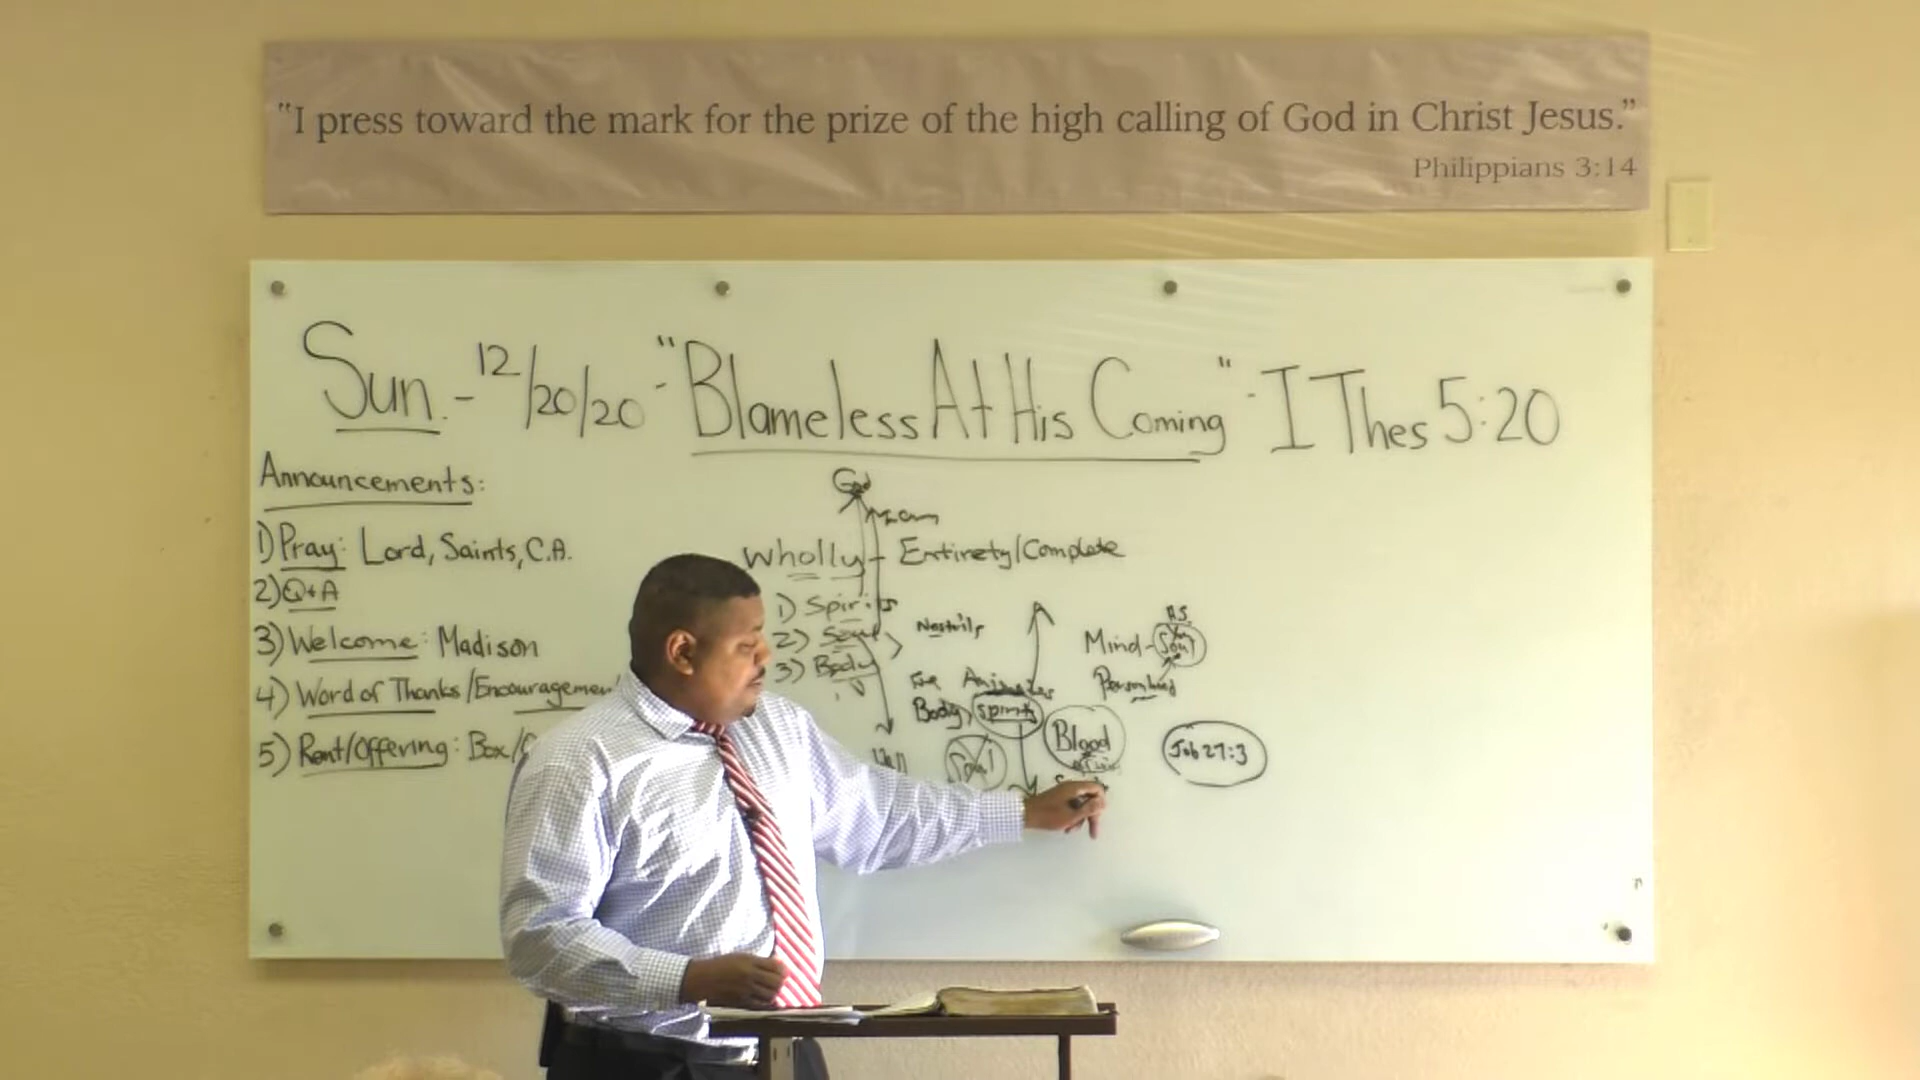 "I press toward the mark for the prize of the high calling of God in Christ Jesus."
Philippians 3:14
Sun. - 12/20/20 - "Blameless At His Coming" - I Thes 5:20
Announcements:
1) Pray: Lord, Saints, C.A.
2) Q+A
3) Welcome: Madison
4) Word of Thanks/Encouragemen
5) Rent/Offering: Box/
God
Wholly - Entirety/Complete
1) Spirit
2) Soul
3) Body
Nostrils
Body, spirit
Soul
Blood
Mind - Soul
Job 27:3